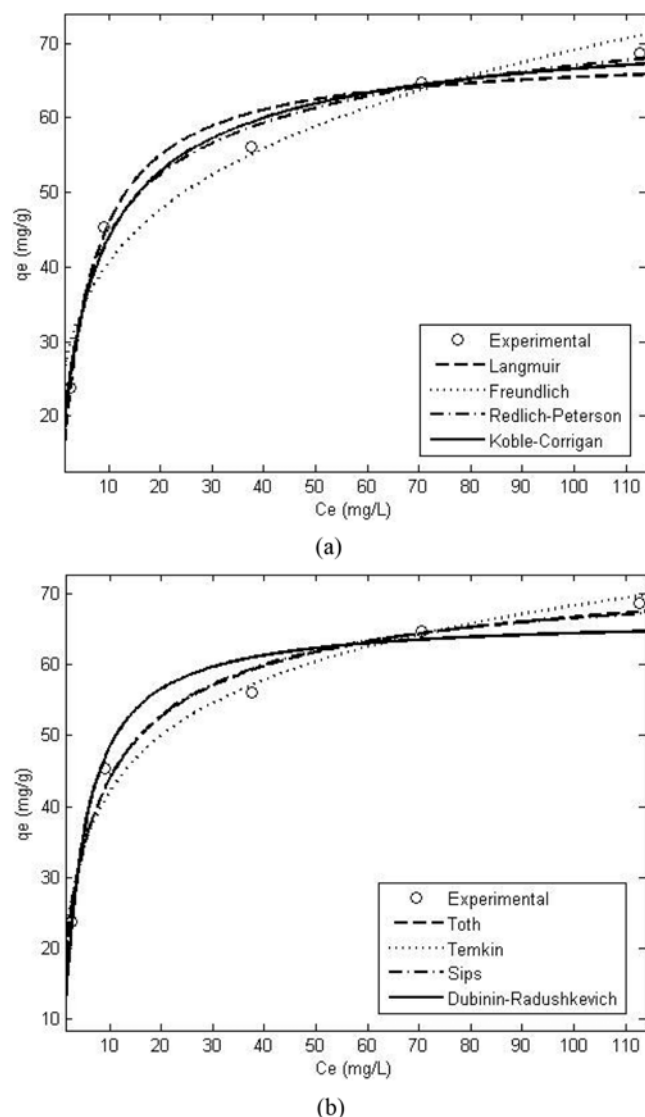 70
60
50
40
30
20
qe (mg/g)
Experimental
Langmuir
Freundlich
Redlich-Peterson
Koble-Corrigan
10 20 30 40 50 60 70 80 90 100 110
Ce (mg/L)
(a)
70
60
50
40
30
20
10
qe (mg/g)
Experimental
Toth
Temkin
Sips
Dubinin-Radushkevich
10 20 30 40 50 60 70 80 90 100 110
Ce (mg/L)
(b)